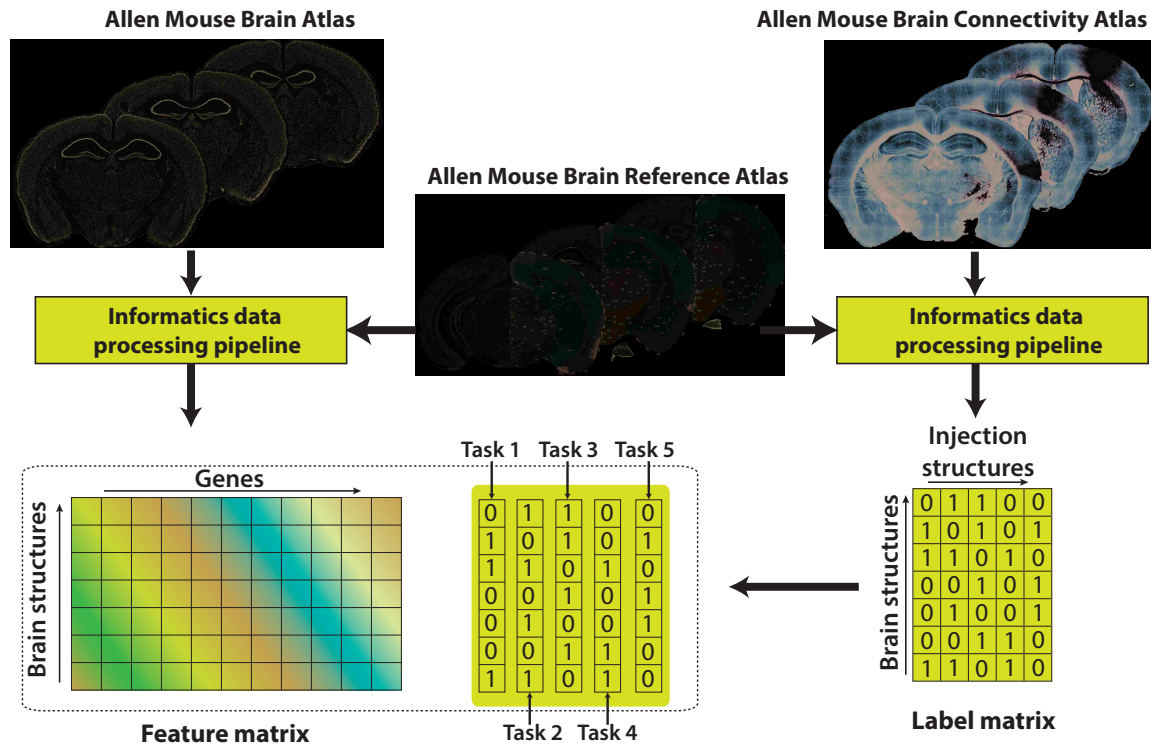 Allen Mouse Brain Atlas
Allen Mouse Brain Connectivity Atlas
Allen Mouse Brain Reference Atlas
Informatics data
processing pipeline
Informatics data
processing pipeline
Genes
Brain structures
Feature matrix
Task 1 Task 3 Task 5
0 1 1 0 0
1 0 1 0 1
1 1 0 1 0
0 0 1 0 1
0 1 0 0 1
0 0 1 1 0
1 1 0 1 0
Task 2 Task 4
Injection
structures
Brain structures
0 1 1 0 0
1 0 1 0 1
1 1 0 1 0
0 0 1 0 1
0 1 0 0 1
0 0 1 1 0
1 1 0 1 0
Label matrix